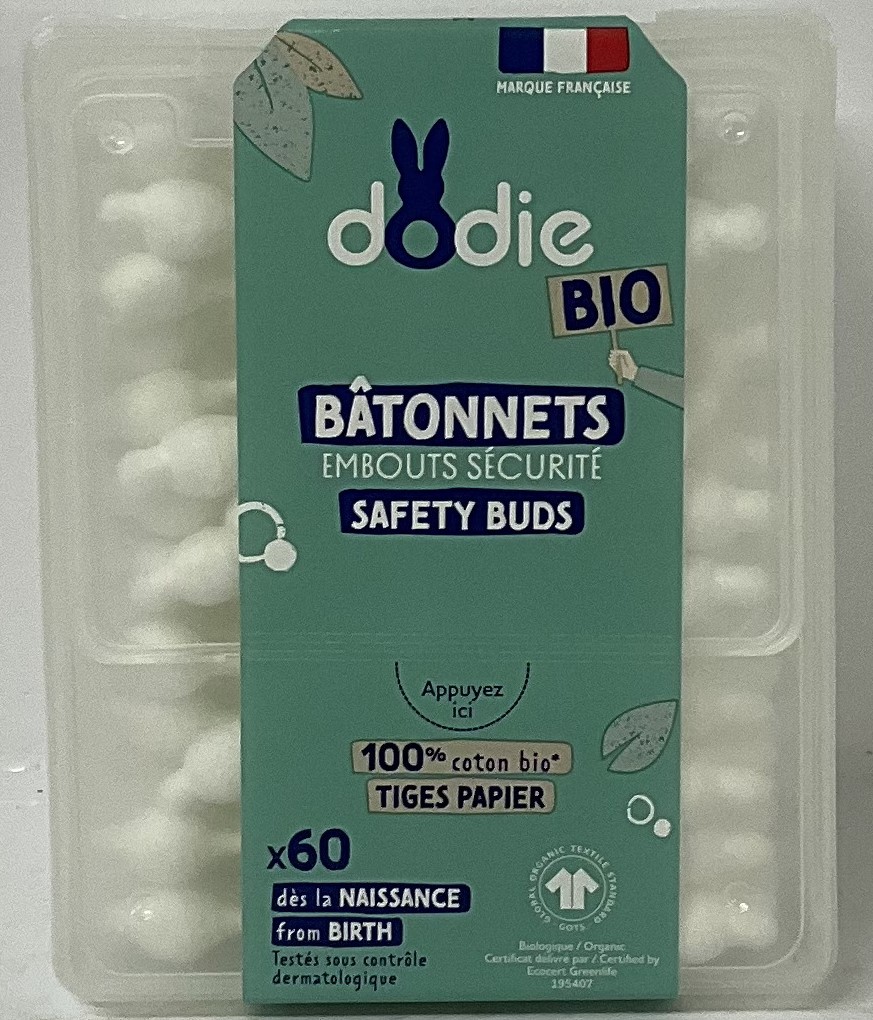 MARQUE FRANÇAISE
dodie
BIO
BÂTONNETS
EMBOUTS SÉCURITÉ
SAFETY BUDS
Appuyez
ici
100% coton bio*
TIGES PAPIER
x60
dès la NAISSANCE
from BIRTH
Testés sous contrôle
dermatologique
GLOBAL ORGANIC TEXTILE STANDARD
GOTS
Biologique / Organic
Certificat délivré par / Certified by
Ecocert Greenlife
195407